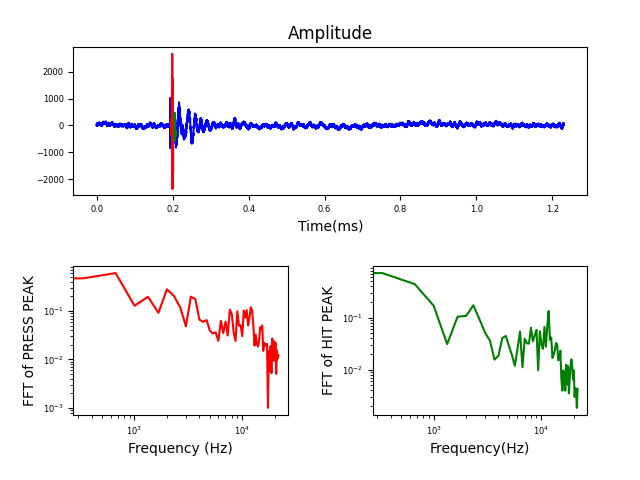 Amplitude
2000
1000
0
−1000
−2000
0.0 0.2 0.4 0.6 0.8 1.0 1.2
Time(ms)
FFT of PRESS PEAK
10⁻¹
10⁻²
10⁻³
10³ 10⁴
Frequency (Hz)
FFT of HIT PEAK
10⁻¹
10⁻²
10³ 10⁴
Frequency(Hz)